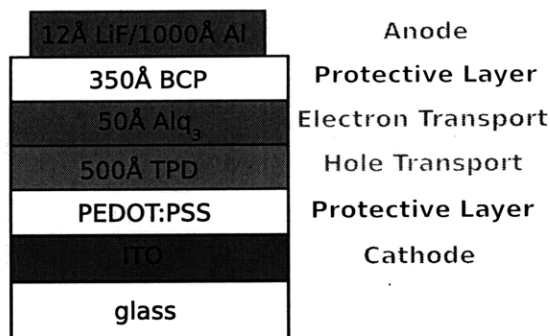 12Å LiF/1000Å Al Anode
350Å BCP Protective Layer
50Å Alq3 Electron Transport
500Å TPD Hole Transport
PEDOT:PSS Protective Layer
ITO Cathode
glass